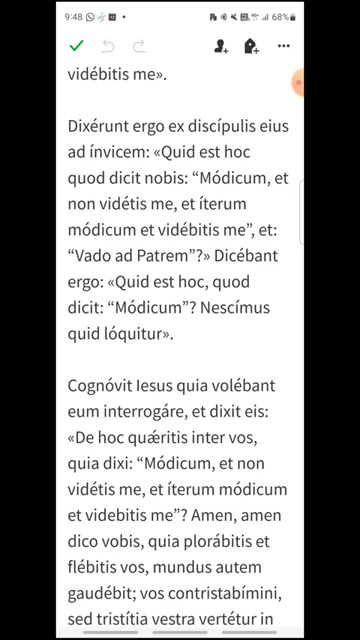 9:48
68%
vidébitis me».
Dixérunt ergo ex discípulis eius
ad ínvicem: «Quid est hoc
quod dicit nobis: “Módicum, et
non vidétis me, et íterum
módicum et vidébitis me”, et:
“Vado ad Patrem”?» Dicébant
ergo: «Quid est hoc, quod
dicit: “Módicum”? Nescímus
quid lóquitur».
Cognóvit Iesus quia volébant
eum interrogáre, et dixit eis:
«De hoc quǽritis inter vos,
quia dixi: “Módicum, et non
vidétis me, et íterum módicum
et videbitis me”? Amen, amen
dico vobis, quia plorábitis et
flébitis vos, mundus autem
gaudébit; vos contristabímini,
sed tristítia vestra vertétur in